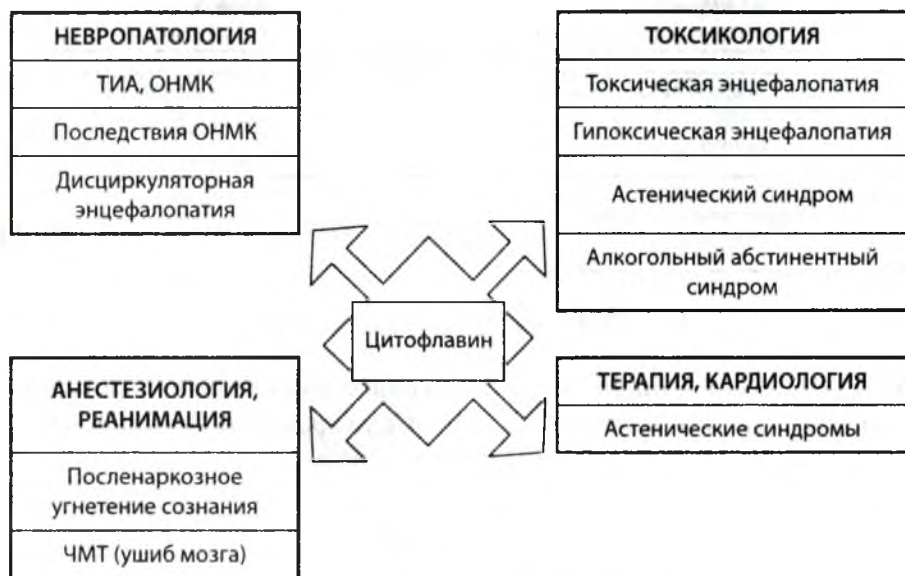 НЕВРОПАТОЛОГИЯ
ТИА, ОНМК
Последствия ОНМК
Дисциркуляторная
энцефалопатия
ТОКСИКОЛОГИЯ
Токсическая энцефалопатия
Гипоксическая энцефалопатия
Астенический синдром
Алкогольный абстинентный
синдром
Цитофлавин
АНЕСТЕЗИОЛОГИЯ,
РЕАНИМАЦИЯ
Посленаркозное
угнетение сознания
ЧМТ (ушиб мозга)
ТЕРАПИЯ, КАРДИОЛОГИЯ
Астенические синдромы